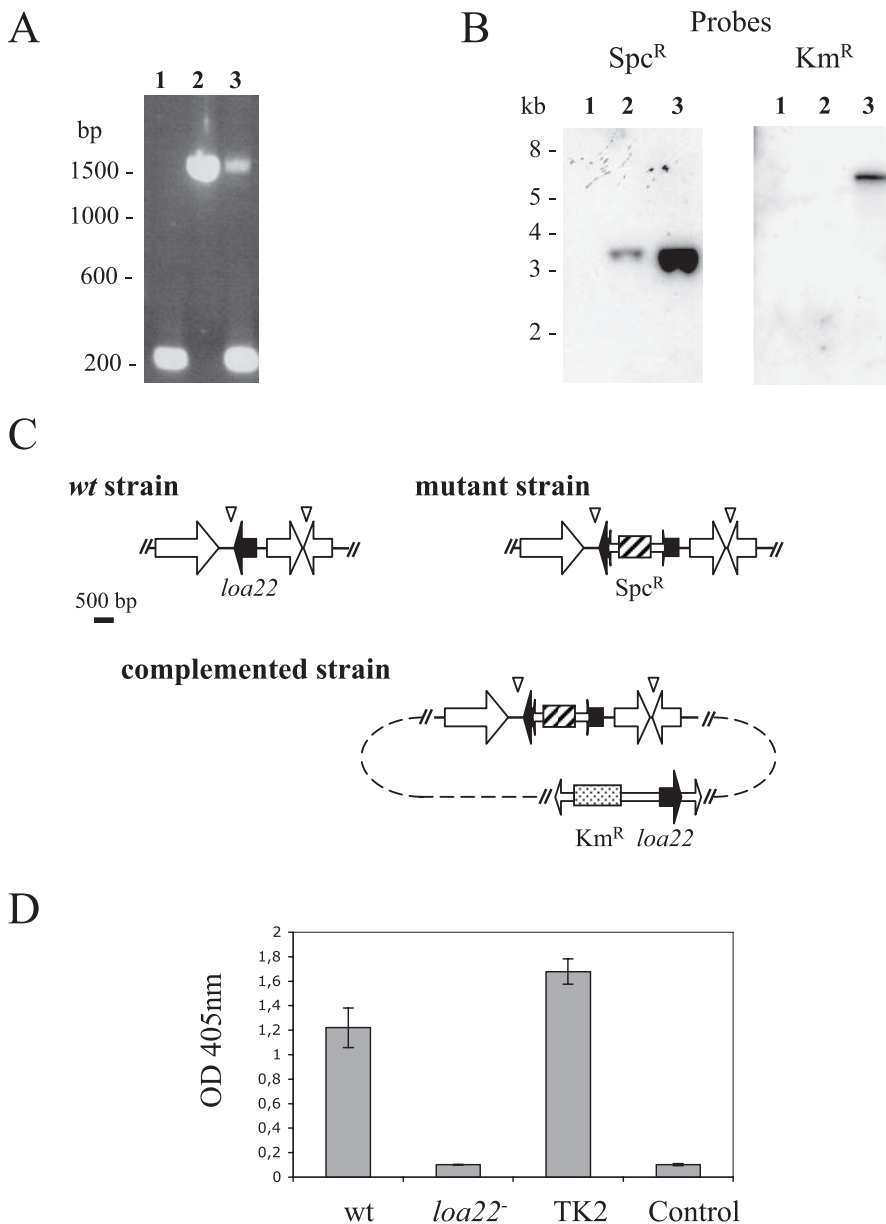 A
1 2 3
bp
1500 -
1000 -
600 -
200 -
B
Probes
Spc^R Km^R
kb 1 2 3 1 2 3
8 -
5 -
4 -
3 -
2 -
C
wt strain
mutant strain
loa22
Spc^R
500 bp
complemented strain
Km^R loa22
D
OD 405nm
2
1,8
1,6
1,4
1,2
1
0,8
0,6
0,4
0,2
0
wt loa22^- TK2 Control